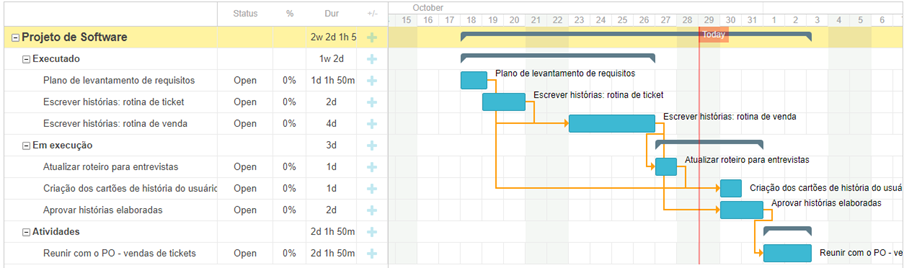 October
Status % Dur +/-
15 16 17 18 19 20 21 22 23 24 25 26 27 28 29 30 31 1 2 3 4 5 6
Projeto de Software 2w 2d 1h 5 Today
Executado 1w 2d
Plano de levantamento de requisitos Open 0% 1d 1h 50m Plano de levantamento de requisitos
Escrever histórias: rotina de ticket Open 0% 2d Escrever histórias: rotina de ticket
Escrever histórias: rotina de venda Open 0% 4d Escrever histórias: rotina de venda
Em execução 3d
Atualizar roteiro para entrevistas Open 0% 1d Atualizar roteiro para entrevistas
Criação dos cartões de história do usuário Open 0% 1d Criação dos cartões de história do usuá
Aprovar histórias elaboradas Open 0% 2d Aprovar histórias elaboradas
Atividades 2d 1h 50m
Reunir com o PO - vendas de tickets Open 0% 2d 1h 50m Reunir com o PO - ve